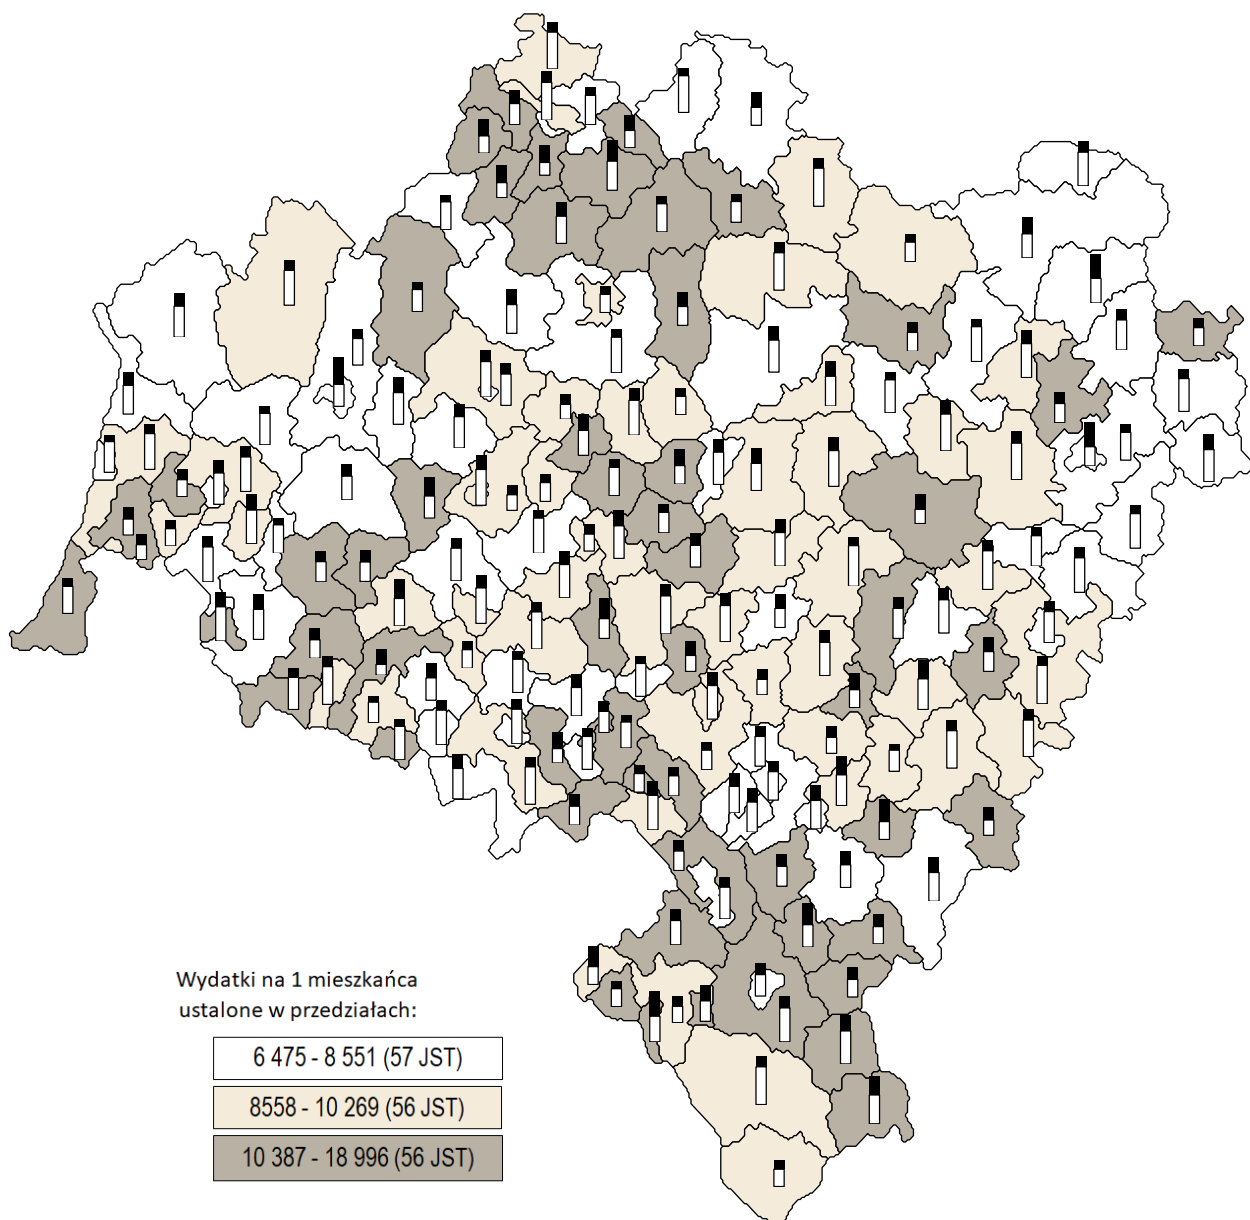 Wydatki na 1 mieszkańca
ustalone w przedziałach:
6 475 - 8 551 (57 JST)
8558 - 10 269 (56 JST)
10 387 - 18 996 (56 JST)